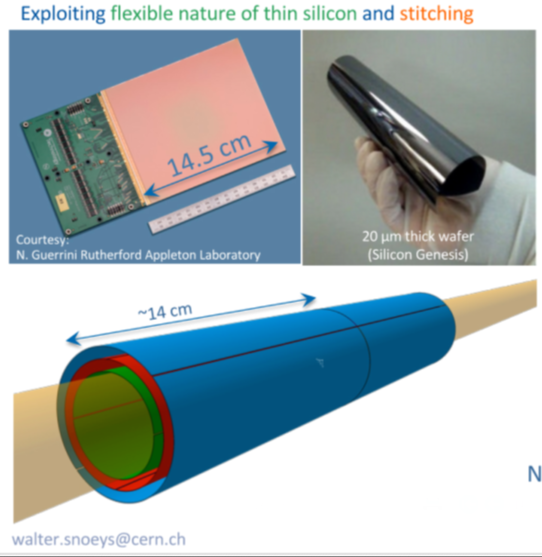 Exploiting flexible nature of thin silicon and stitching
14.5 cm
Courtesy:
N. Guerrini Rutherford Appleton Laboratory
20 µm thick wafer
(Silicon Genesis)
~14 cm
N
walter.snoeys@cern.ch